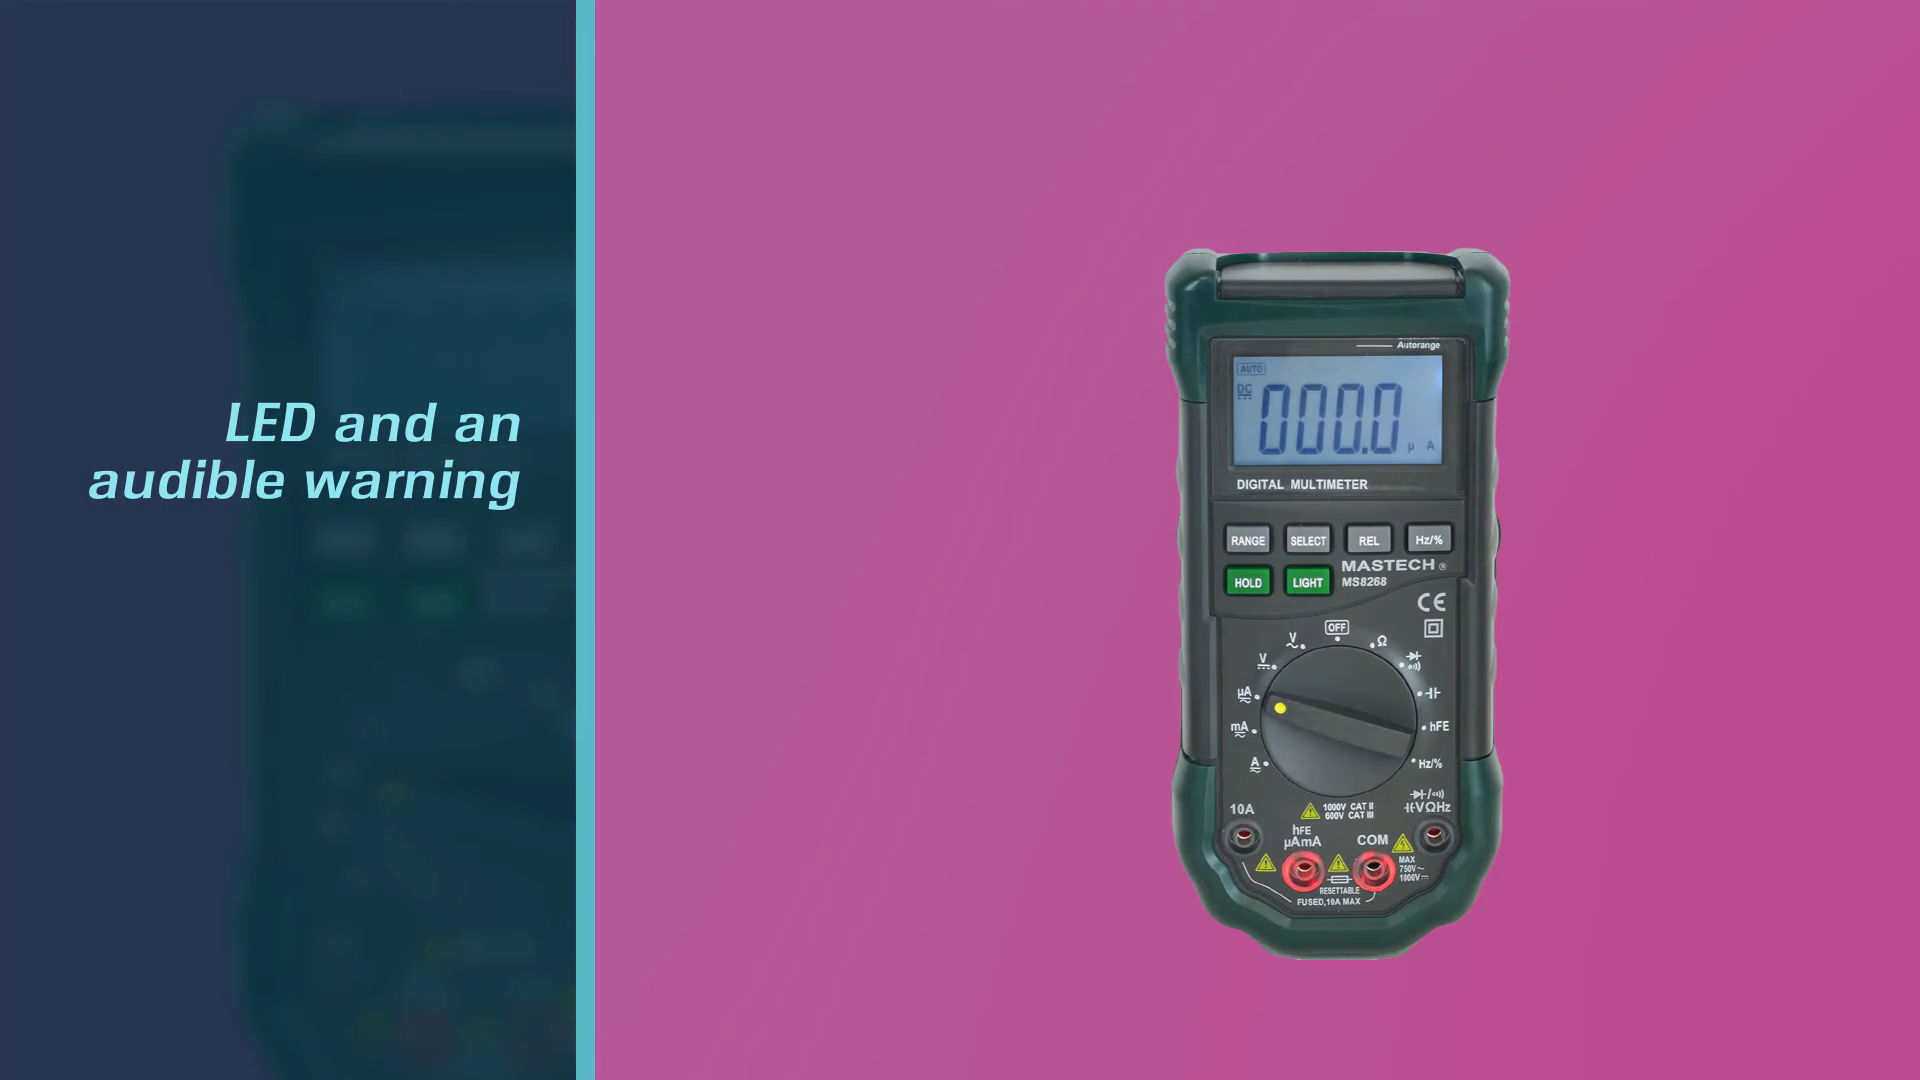 LED and an
audible warning
Autorange
AUTO
DC
000.0 µ A
DIGITAL MULTIMETER
RANGE SELECT REL Hz/%
HOLD LIGHT
MASTECH ®
MS8268
CE
OFF
V Ω
V
µA
mA hFE
A Hz/%
10A
1000V CAT II
600V CAT III
VΩHz
hFE
µAmA
COM
MAX
750V~
1000V
RESETTABLE
FUSED,10A MAX